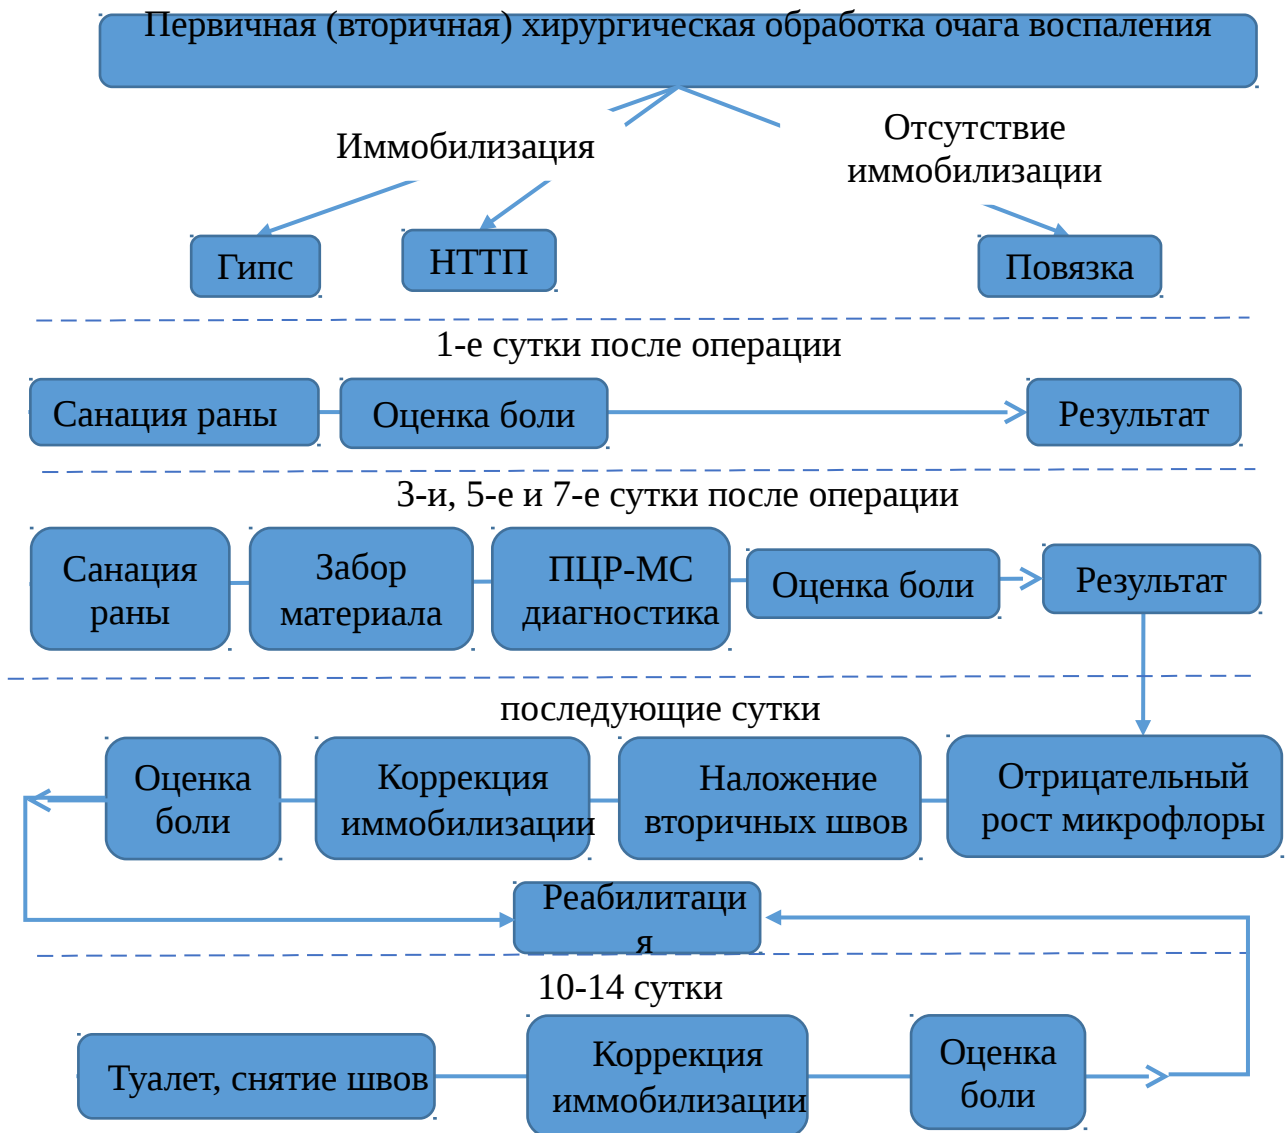 Первичная (вторичная) хирургическая обработка очага воспаления
Иммобилизация
Отсутствие
иммобилизации
Гипс
НТТП
Повязка
1-е сутки после операции
Санация раны
Оценка боли
Результат
3-и, 5-е и 7-е сутки после операции
Санация
раны
Забор
материала
ПЦР-МС
диагностика
Оценка боли
Результат
последующие сутки
Оценка
боли
Коррекция
иммобилизации
Наложение
вторичных швов
Отрицательный
рост микрофлоры
Реабилитаци
я
10-14 сутки
Туалет, снятие швов
Коррекция
иммобилизации
Оценка
боли